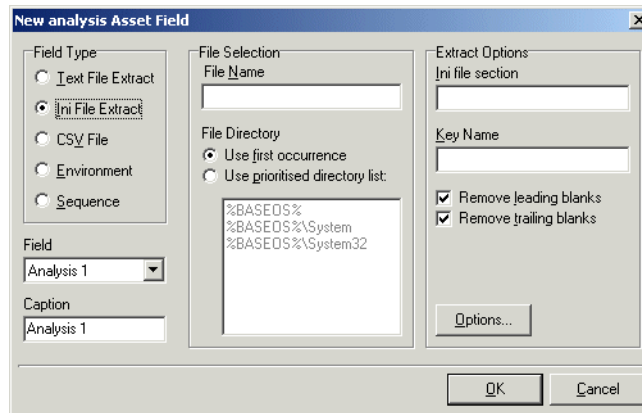 New analysis Asset Field
Field Type
Text File Extract
Ini File Extract
CSV File
Environment
Sequence
Field
Analysis 1
Caption
Analysis 1
File Selection
File Name
File Directory
Use first occurrence
Use prioritised directory list:
%BASEOS%
%BASEOS%\System
%BASEOS%\System32
Extract Options
Ini file section
Key Name
Remove leading blanks
Remove trailing blanks
Options...
OK
Cancel